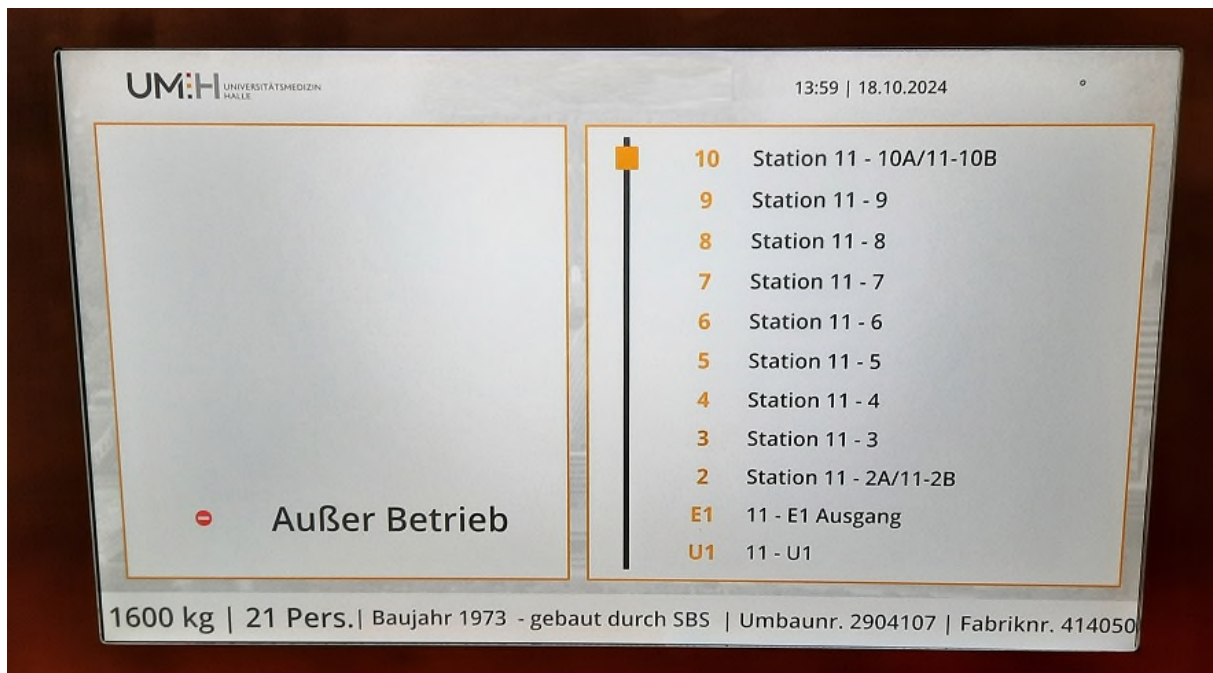 UM:H UNIVERSITÄTSMEDIZIN
HALLE
13:59 | 18.10.2024
10 Station 11 - 10A/11-10B
9 Station 11 - 9
8 Station 11 - 8
7 Station 11 - 7
6 Station 11 - 6
5 Station 11 - 5
4 Station 11 - 4
3 Station 11 - 3
2 Station 11 - 2A/11-2B
E1 11 - E1 Ausgang
U1 11 - U1
Außer Betrieb
1600 kg | 21 Pers.| Baujahr 1973 - gebaut durch SBS | Umbaunr. 2904107 | Fabriknr. 414050